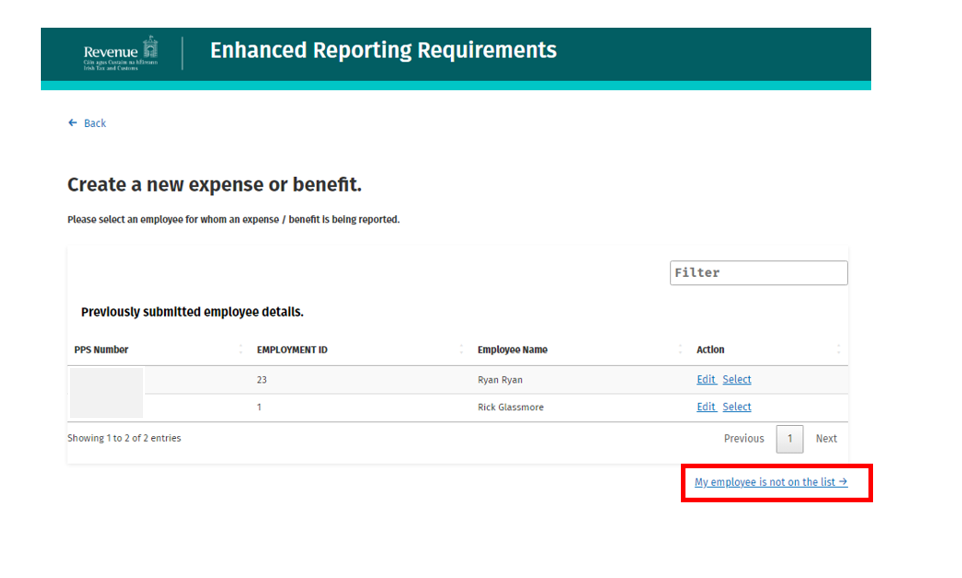 Revenue
Cáin agus Custaim na hÉireann
Irish Tax and Customs
Enhanced Reporting Requirements
← Back
Create a new expense or benefit.
Please select an employee for whom an expense / benefit is being reported.
Filter
Previously submitted employee details.
PPS Number EMPLOYMENT ID Employee Name Action
23 Ryan Ryan Edit Select
1 Rick Glassmore Edit Select
Showing 1 to 2 of 2 entries Previous 1 Next
My employee is not on the list →